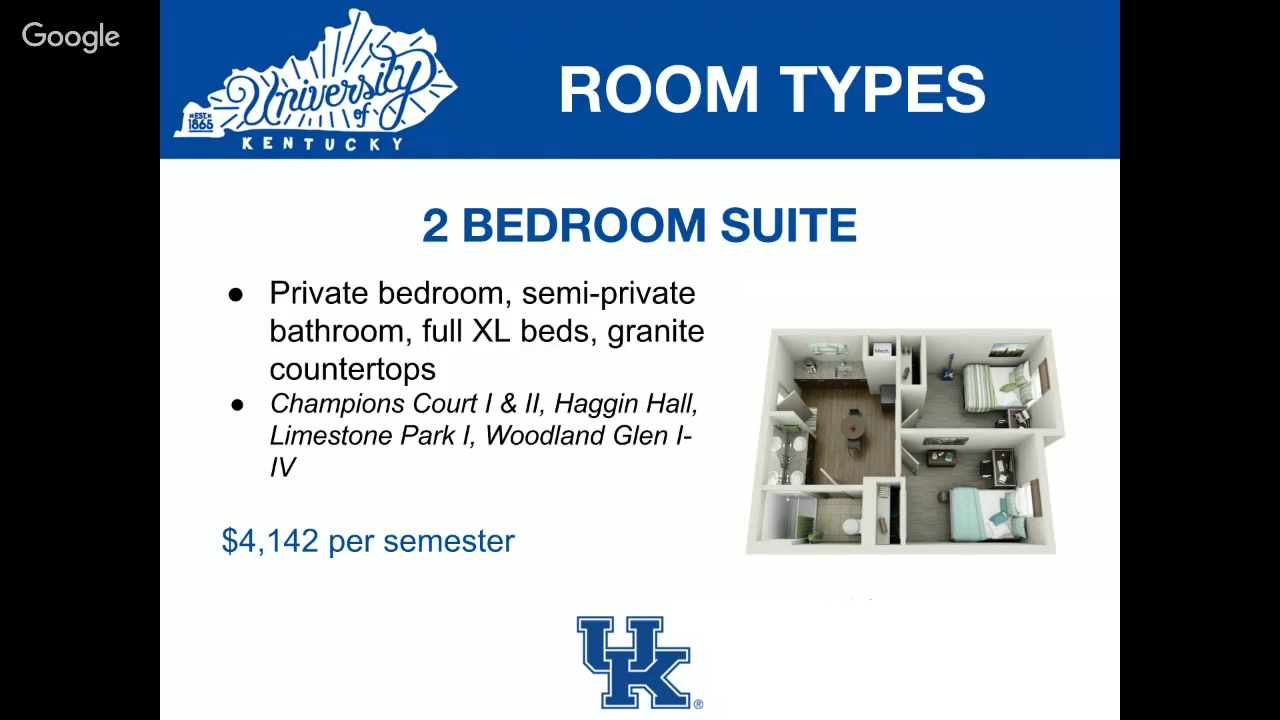 Google
University
of
KENTUCKY
EST.
1865
ROOM TYPES
2 BEDROOM SUITE
● Private bedroom, semi-private
bathroom, full XL beds, granite
countertops
● Champions Court I & II, Haggin Hall,
Limestone Park I, Woodland Glen I-
IV
Mech.
$4,142 per semester
UK®